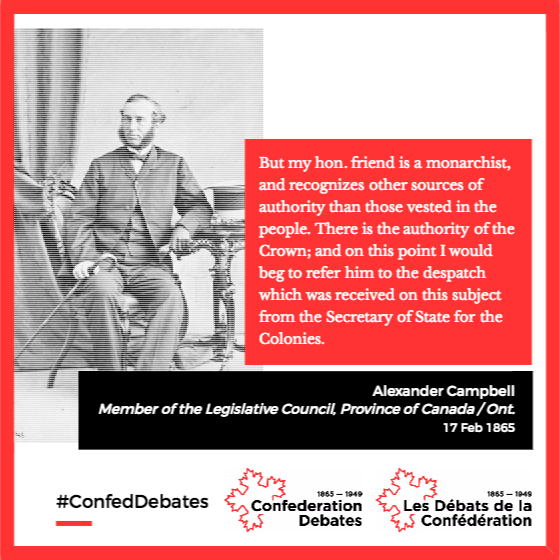 But my hon. friend is a monarchist,
and recognizes other sources of
authority than those vested in the
people. There is the authority of the
Crown; and on this point I would
beg to refer him to the despatch
which was received on this subject
from the Secretary of State for the
Colonies.
Alexander Campbell
Member of the Legislative Council, Province of Canada / Ont.
17 Feb 1865
#ConfedDebates
1865 — 1949
Confederation
Debates
1865 — 1949
Les Débats de la
Confédération